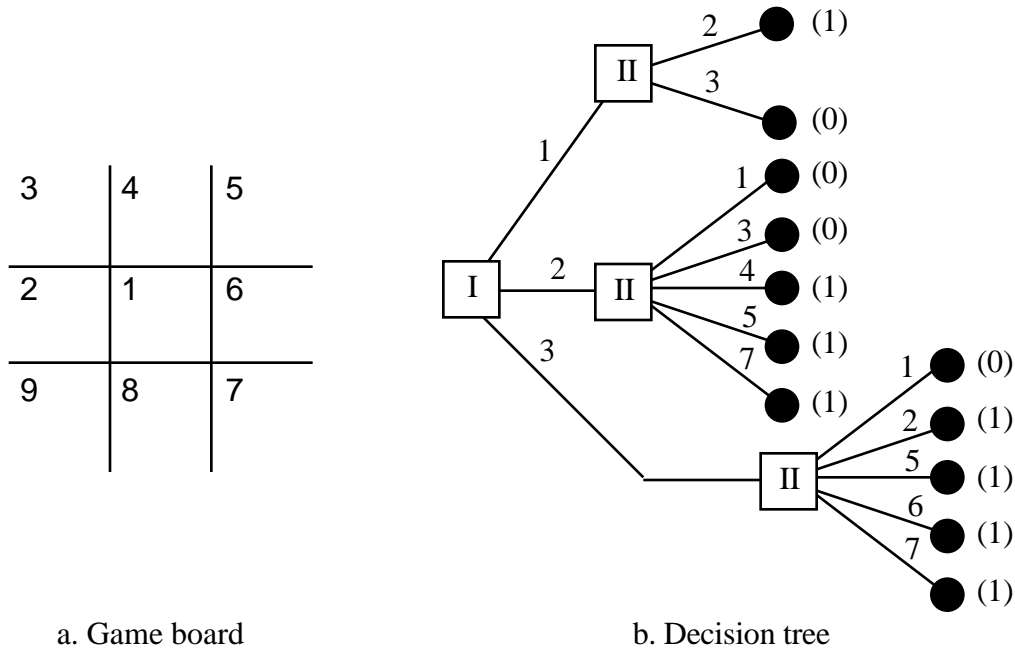 3 4 5
2 1 6
9 8 7
a. Game board
I
1
2
3
II
2 (1)
3 (0)
II
1 (0)
3 (0)
4 (1)
5 (1)
7 (1)
II
1 (0)
2 (1)
5 (1)
6 (1)
7 (1)
b. Decision tree